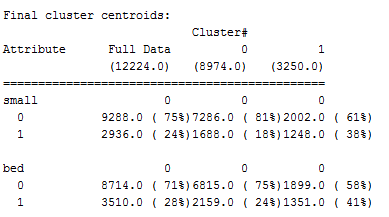 Final cluster centroids:
Cluster#
Attribute Full Data 0 1
(12224.0) (8974.0) (3250.0)
==============================================
small 0 0 0
0 9288.0 ( 75%) 7286.0 ( 81%) 2002.0 ( 61%)
1 2936.0 ( 24%) 1688.0 ( 18%) 1248.0 ( 38%)
bed 0 0 0
0 8714.0 ( 71%) 6815.0 ( 75%) 1899.0 ( 58%)
1 3510.0 ( 28%) 2159.0 ( 24%) 1351.0 ( 41%)